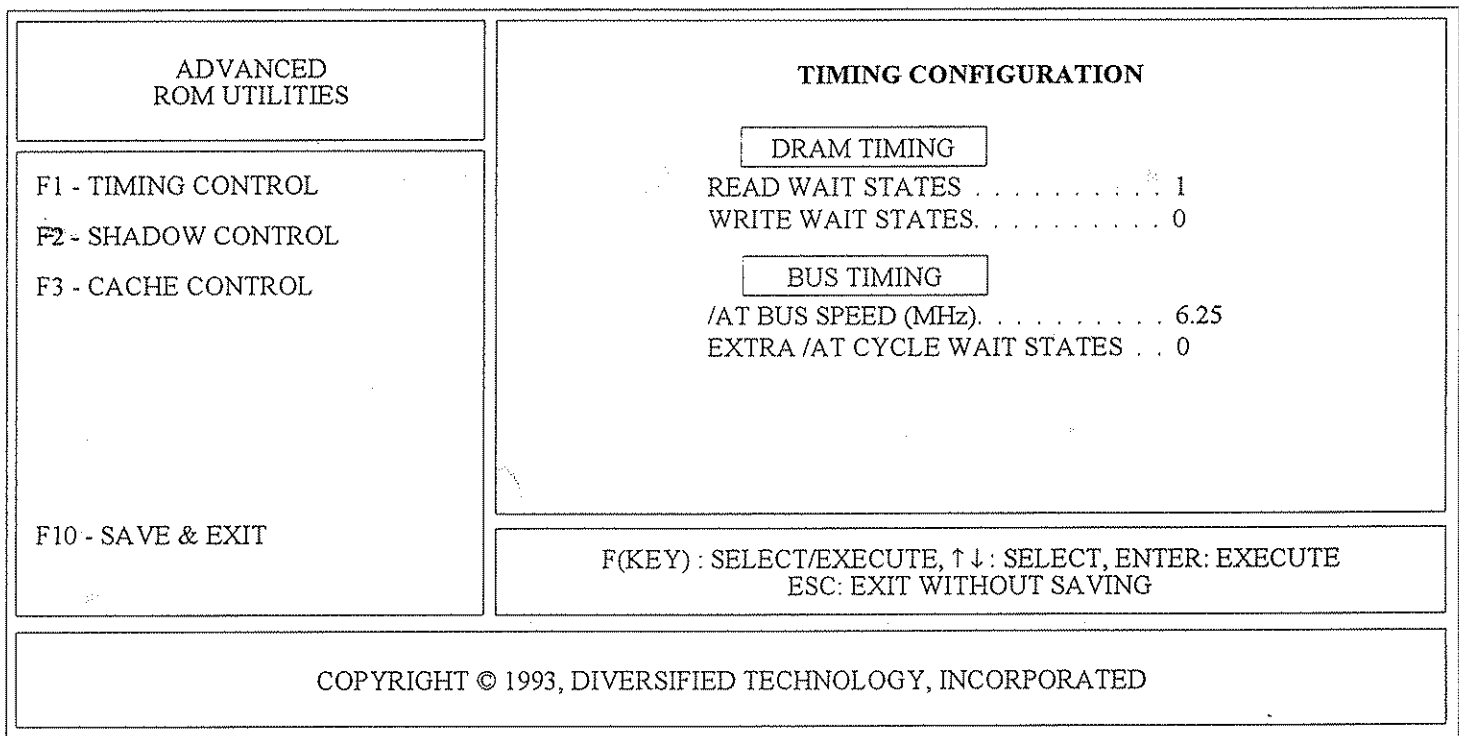 ADVANCED
ROM UTILITIES
F1 - TIMING CONTROL
F2 - SHADOW CONTROL
F3 - CACHE CONTROL
F10 - SAVE & EXIT
TIMING CONFIGURATION
DRAM TIMING
READ WAIT STATES . . . . . . . . . . 1
WRITE WAIT STATES. . . . . . . . . . 0
BUS TIMING
/AT BUS SPEED (MHz). . . . . . . . . . 6.25
EXTRA /AT CYCLE WAIT STATES . . 0
F(KEY) : SELECT/EXECUTE, ↑↓: SELECT, ENTER: EXECUTE
ESC: EXIT WITHOUT SAVING
COPYRIGHT © 1993, DIVERSIFIED TECHNOLOGY, INCORPORATED